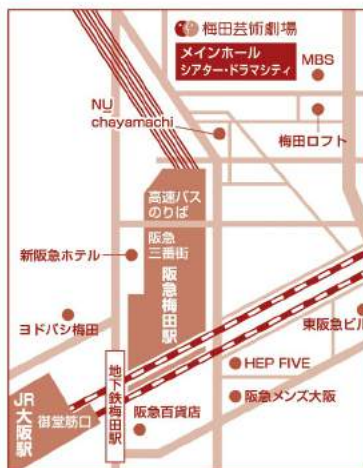 梅田芸術劇場
メインホール
シアター・ドラマシティ
MBS
NU
chayamachi
梅田ロフト
高速バス
のりば
阪急
三番街
新阪急ホテル
阪急梅田駅
ヨドバシ梅田
東阪急ビル
地下鉄梅田駅
HEP FIVE
JR大阪駅
御堂筋口
阪急百貨店
阪急メンズ大阪